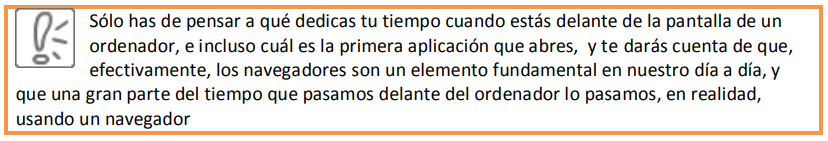 Sólo has de pensar a qué dedicas tu tiempo cuando estás delante de la pantalla de un
ordenador, e incluso cuál es la primera aplicación que abres, y te darás cuenta de que,
efectivamente, los navegadores son un elemento fundamental en nuestro día a día, y
que una gran parte del tiempo que pasamos delante del ordenador lo pasamos, en realidad,
usando un navegador